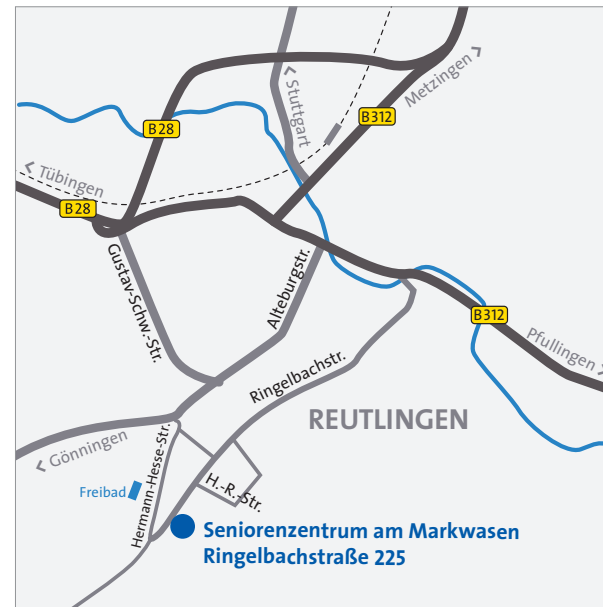 Metzingen
Stuttgart
B312
B28
Tübingen
B28
Gustav-Schw.-Str.
Alteburgstr.
B312
Pfullingen
Ringelbachstr.
REUTLINGEN
Gönningen
Hermann-Hesse-Str.
H.-R.-Str.
Freibad
Seniorenzentrum am Markwasen
Ringelbachstraße 225